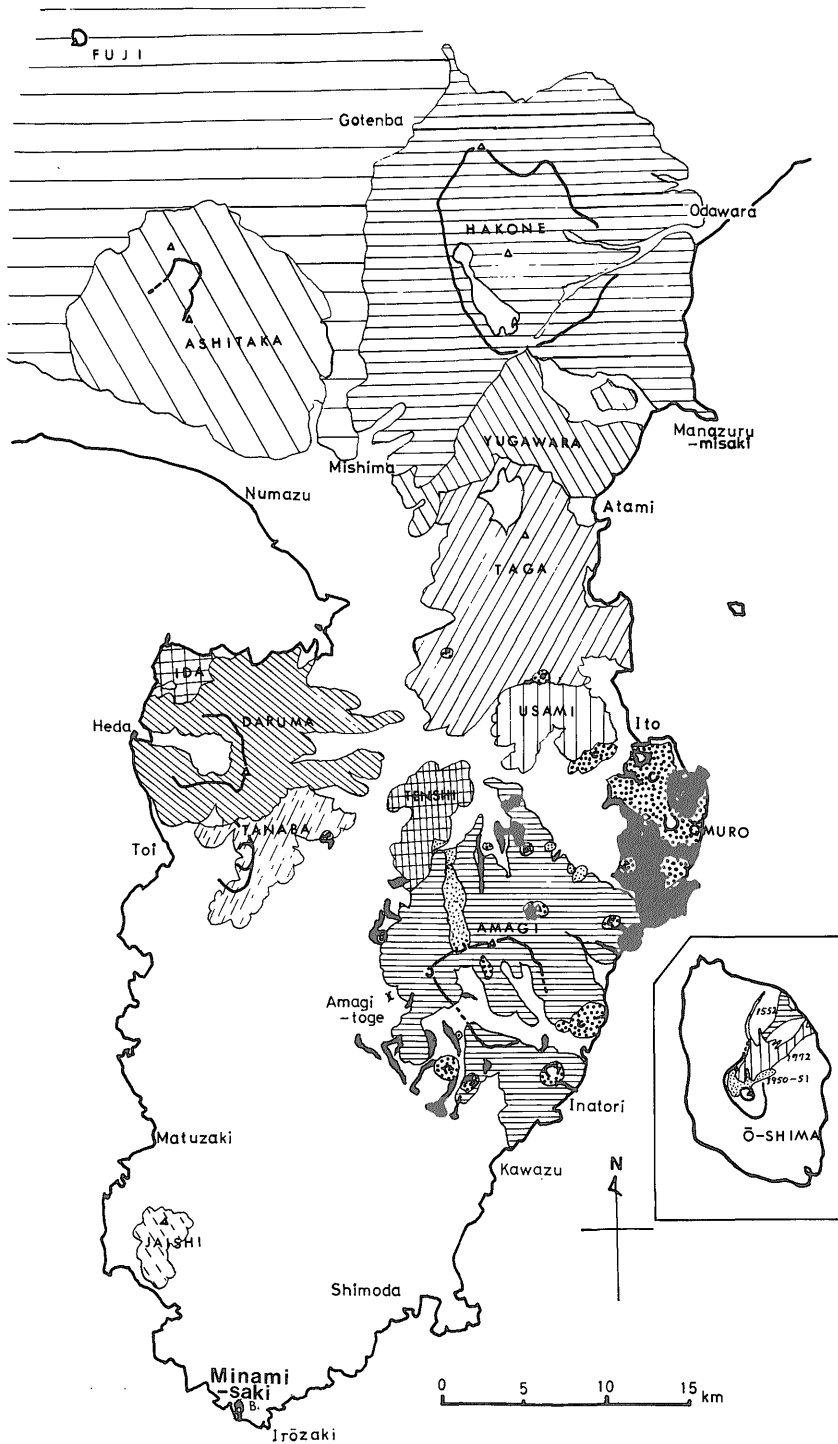 FUJI
Gotenba
Odawara
HAKONE
ASHITAKA
Manazuru
-misaki
YUGAWARA
Mishima
Numazu
Atami
TAGA
IDA
USAMI
Ito
Heda
DARUMA
TENSHI
TANABA
OMURO
Toi
AMAGI
Amagi
-toge
1552
1972
1950-51
Inatori
Ō-SHIMA
Matuzaki
Kawazu
N
JAISHI
Shimoda
Minami
-saki
B.
Irōzaki
0 5 10 15
km